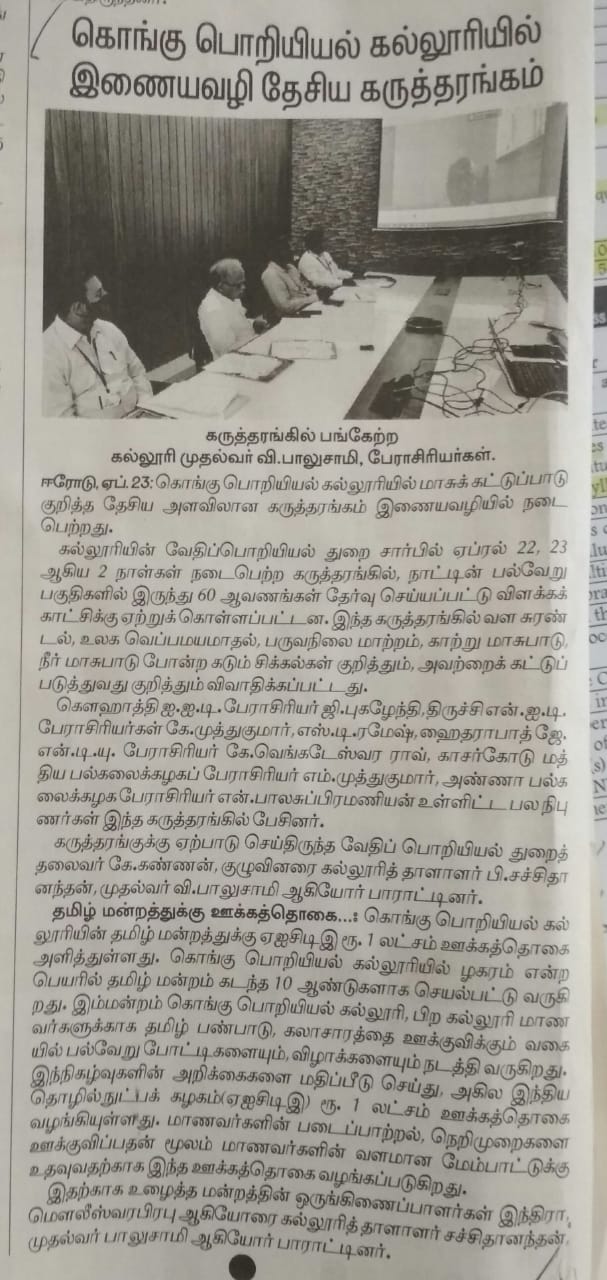 கொங்கு பொறியியல் கல்லூரியில்
இணையவழி தேசிய கருத்தரங்கம்
கருத்தரங்கில் பங்கேற்ற
கல்லூரி முதல்வர் வி.பாலுசாமி, பேராசிரியர்கள்.
ஈரோடு, ஏப். 23: கொங்கு பொறியியல் கல்லூரியில் மாசுக் கட்டுப்பாடு
குறித்த தேசிய அளவிலான கருத்தரங்கம் இணையவழியில் நடை
பெற்றது.
கல்லூரியின் வேதிப்பொறியியல் துறை சார்பில் ஏப்ரல் 22, 23
ஆகிய 2 நாள்கள் நடைபெற்ற கருத்தரங்கில், நாட்டின் பல்வேறு
பகுதிகளில் இருந்து 60 ஆவணங்கள் தேர்வு செய்யப்பட்டு விளக்கக்
காட்சிக்கு ஏற்றுக்கொள்ளப்பட்டன. இந்த கருத்தரங்கில் வள சுரண்
டல், உலக வெப்பமயமாதல், பருவநிலை மாற்றம், காற்று மாசுபாடு,
நீர் மாசுபாடு போன்ற கடும் சிக்கல்கள் குறித்தும், அவற்றைக் கட்டுப்
படுத்துவது குறித்தும் விவாதிக்கப்பட்டது.
கௌஹாத்தி ஐ.ஐ.டி. பேராசிரியர் ஜி.புகழேந்தி, திருச்சி என்.ஐ.டி.
பேராசிரியர்கள் கே.முத்துகுமார், எஸ்.டி.ரமேஷ், ஹைதராபாத் ஜே.
என்.டி.யு. பேராசிரியர் கே.வெங்கடேஸ்வர ராவ், காசர்கோடு மத்
திய பல்கலைக்கழகப் பேராசிரியர் எம்.முத்துகுமார், அண்ணா பல்க
லைக்கழக பேராசிரியர் என்.பாலசுப்பிரமணியன் உள்ளிட்ட பல நிபு
ணர்கள் இந்த கருத்தரங்கில் பேசினர்.
கருத்தரங்குக்கு ஏற்பாடு செய்திருந்த வேதிப் பொறியியல் துறைத்
தலைவர் கே.கண்ணன், குழுவினரை கல்லூரித் தாளாளர் பி.சச்சிதா
னந்தன், முதல்வர் வி.பாலுசாமி ஆகியோர் பாராட்டினர்.
தமிழ் மன்றத்துக்கு ஊக்கத்தொகை...: கொங்கு பொறியியல் கல்
லூரியின் தமிழ் மன்றத்துக்கு ஏஐசிடிஇ ரூ. 1 லட்சம் ஊக்கத்தொகை
அளித்துள்ளது. கொங்கு பொறியியல் கல்லூரியில் ழகரம் என்ற
பெயரில் தமிழ் மன்றம் கடந்த 10 ஆண்டுகளாக செயல்பட்டு வருகி
றது. இம்மன்றம் கொங்கு பொறியியல் கல்லூரி, பிற கல்லூரி மாண
வர்களுக்காக தமிழ் பண்பாடு, கலாசாரத்தை ஊக்குவிக்கும் வகை
யில் பல்வேறு போட்டிகளையும், விழாக்களையும் நடத்தி வருகிறது.
இந்நிகழ்வுகளின் அறிக்கைகளை மதிப்பீடு செய்து, அகில இந்திய
தொழில்நுட்பக் கழகம்(ஏஐசிடிஇ) ரூ. 1 லட்சம் ஊக்கத்தொகை
வழங்கியுள்ளது. மாணவர்களின் படைப்பாற்றல், நெறிமுறைகளை
ஊக்குவிப்பதன் மூலம் மாணவர்களின் வளமான மேம்பாட்டுக்கு
உதவுவதற்காக இந்த ஊக்கத்தொகை வழங்கப்படுகிறது.
இதற்காக உழைத்த மன்றத்தின் ஒருங்கிணைப்பாளர்கள் இந்திரா,
மௌலீஸ்வரபிரபு ஆகியோரை கல்லூரித் தாளாளர் சச்சிதானந்தன்,
முதல்வர் பாலுசாமி ஆகியோர் பாராட்டினர்.